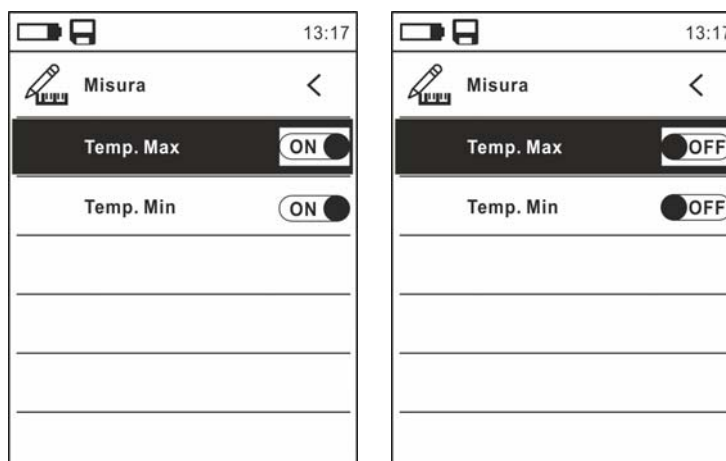 13:17
Misura
Temp. Max ON
Temp. Min ON
13:17
Misura
Temp. Max OFF
Temp. Min OFF